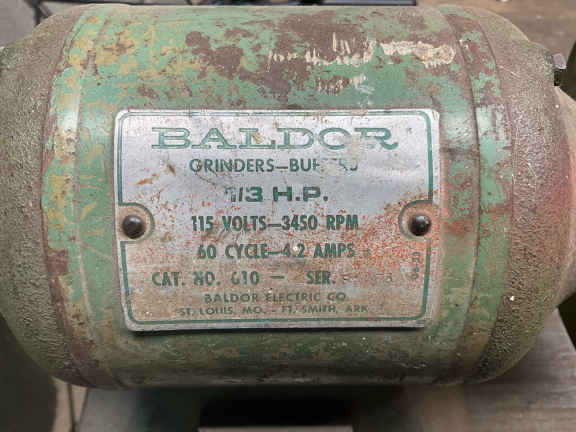 BALDOR
GRINDERS—BUFFERS
1/3 H.P.
115 VOLTS—3450 RPM
60 CYCLE—4.2 AMPS
CAT. NO. 610 — SER.
BALDOR ELECTRIC CO.
ST. LOUIS, MO. – FT. SMITH, ARK.